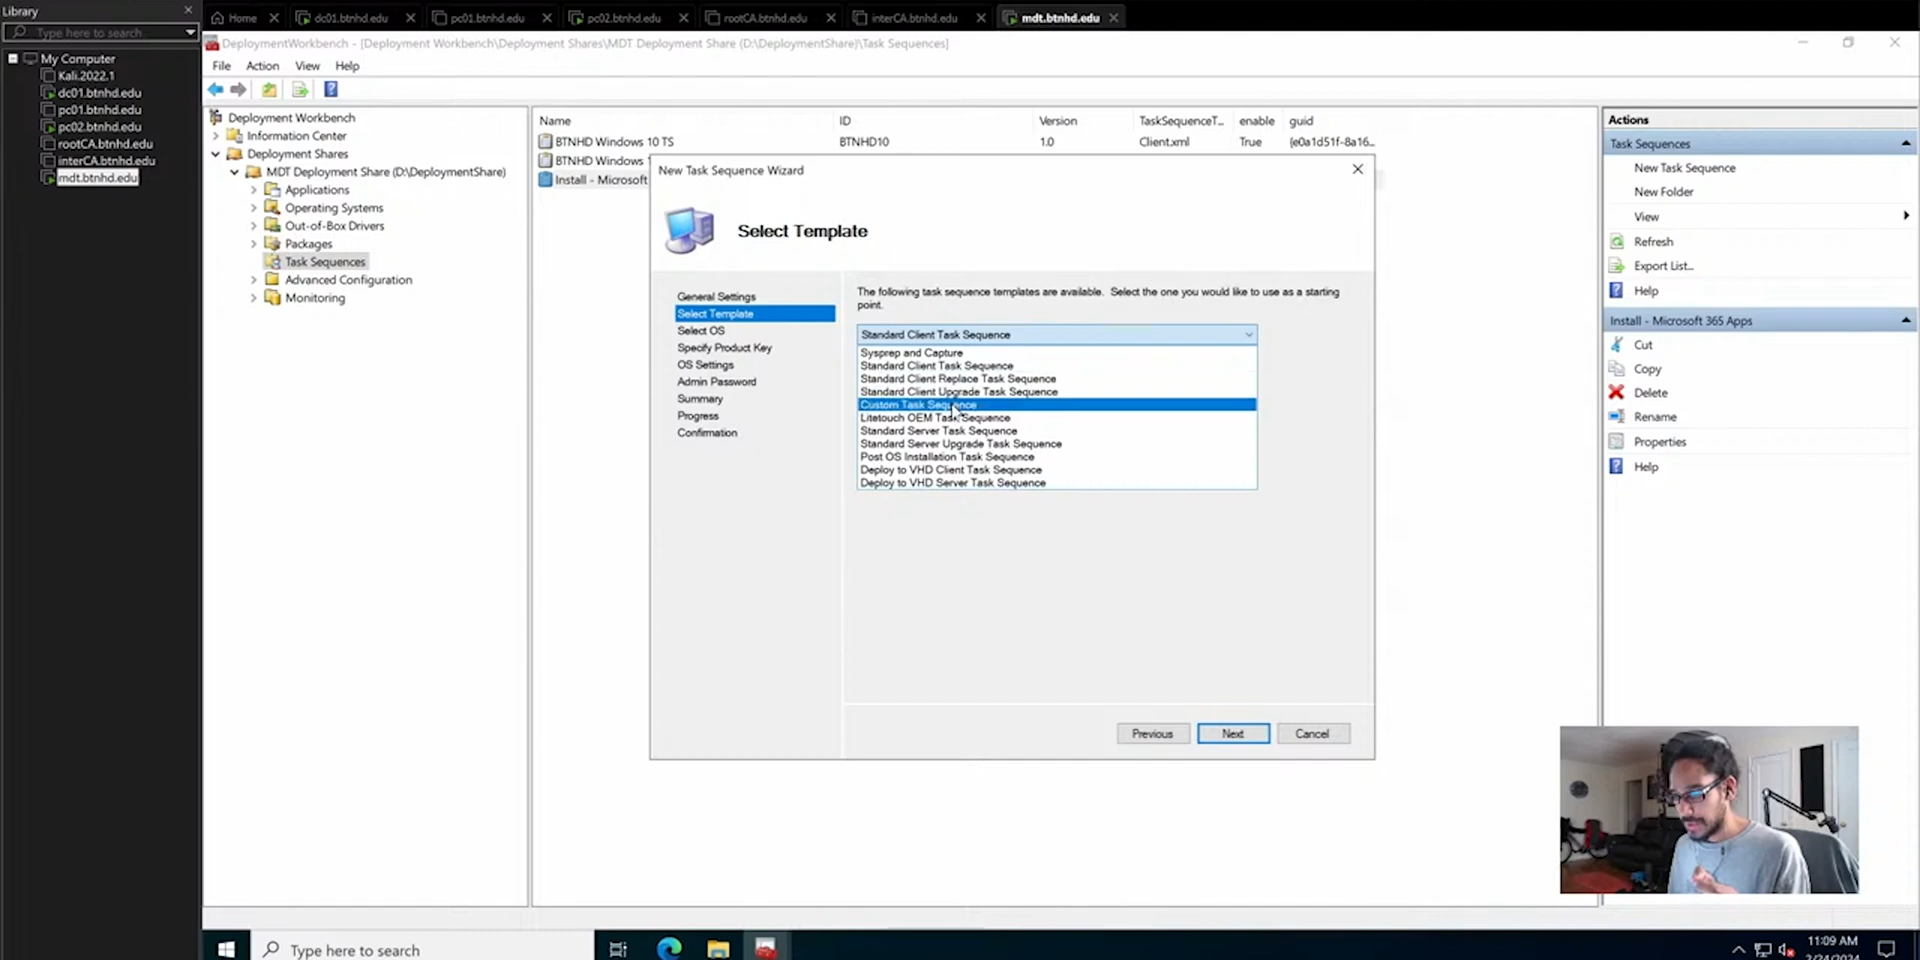 Library
Type here to search
My Computer
Kali.2022.1
dc01.btnhd.edu
pc01.btnhd.edu
pc02.btnhd.edu
rootCA.btnhd.edu
interCA.btnhd.edu
mdt.btnhd.edu
Home
dc01.btnhd.edu
pc01.btnhd.edu
pc02.btnhd.edu
rootCA.btnhd.edu
interCA.btnhd.edu
mdt.btnhd.edu
DeploymentWorkbench - [Deployment Workbench\Deployment Shares\MDT Deployment Share (D:\DeploymentShare)\Task Sequences]
File Action View Help
Deployment Workbench
Information Center
Deployment Shares
MDT Deployment Share (D:\DeploymentShare)
Applications
Operating Systems
Out-of-Box Drivers
Packages
Task Sequences
Advanced Configuration
Monitoring
Name ID Version TaskSequenceT... enable guid
BTNHD Windows 10 TS BTNHD10 1.0 Client.xml True {e0a1d51f-8a16...
BTNHD Windows
Install - Microsoft
New Task Sequence Wizard
Select Template
General Settings
Select Template
Select OS
Specify Product Key
OS Settings
Admin Password
Summary
Progress
Confirmation
The following task sequence templates are available. Select the one you would like to use as a starting
point.
Standard Client Task Sequence
Sysprep and Capture
Standard Client Task Sequence
Standard Client Replace Task Sequence
Standard Client Upgrade Task Sequence
Custom Task Sequence
Litetouch OEM Task Sequence
Standard Server Task Sequence
Standard Server Upgrade Task Sequence
Post OS Installation Task Sequence
Deploy to VHD Client Task Sequence
Deploy to VHD Server Task Sequence
Previous Next Cancel
Actions
Task Sequences
New Task Sequence
New Folder
View
Refresh
Export List...
Help
Install - Microsoft 365 Apps
Cut
Copy
Delete
Rename
Properties
Help
Type here to search
11:09 AM